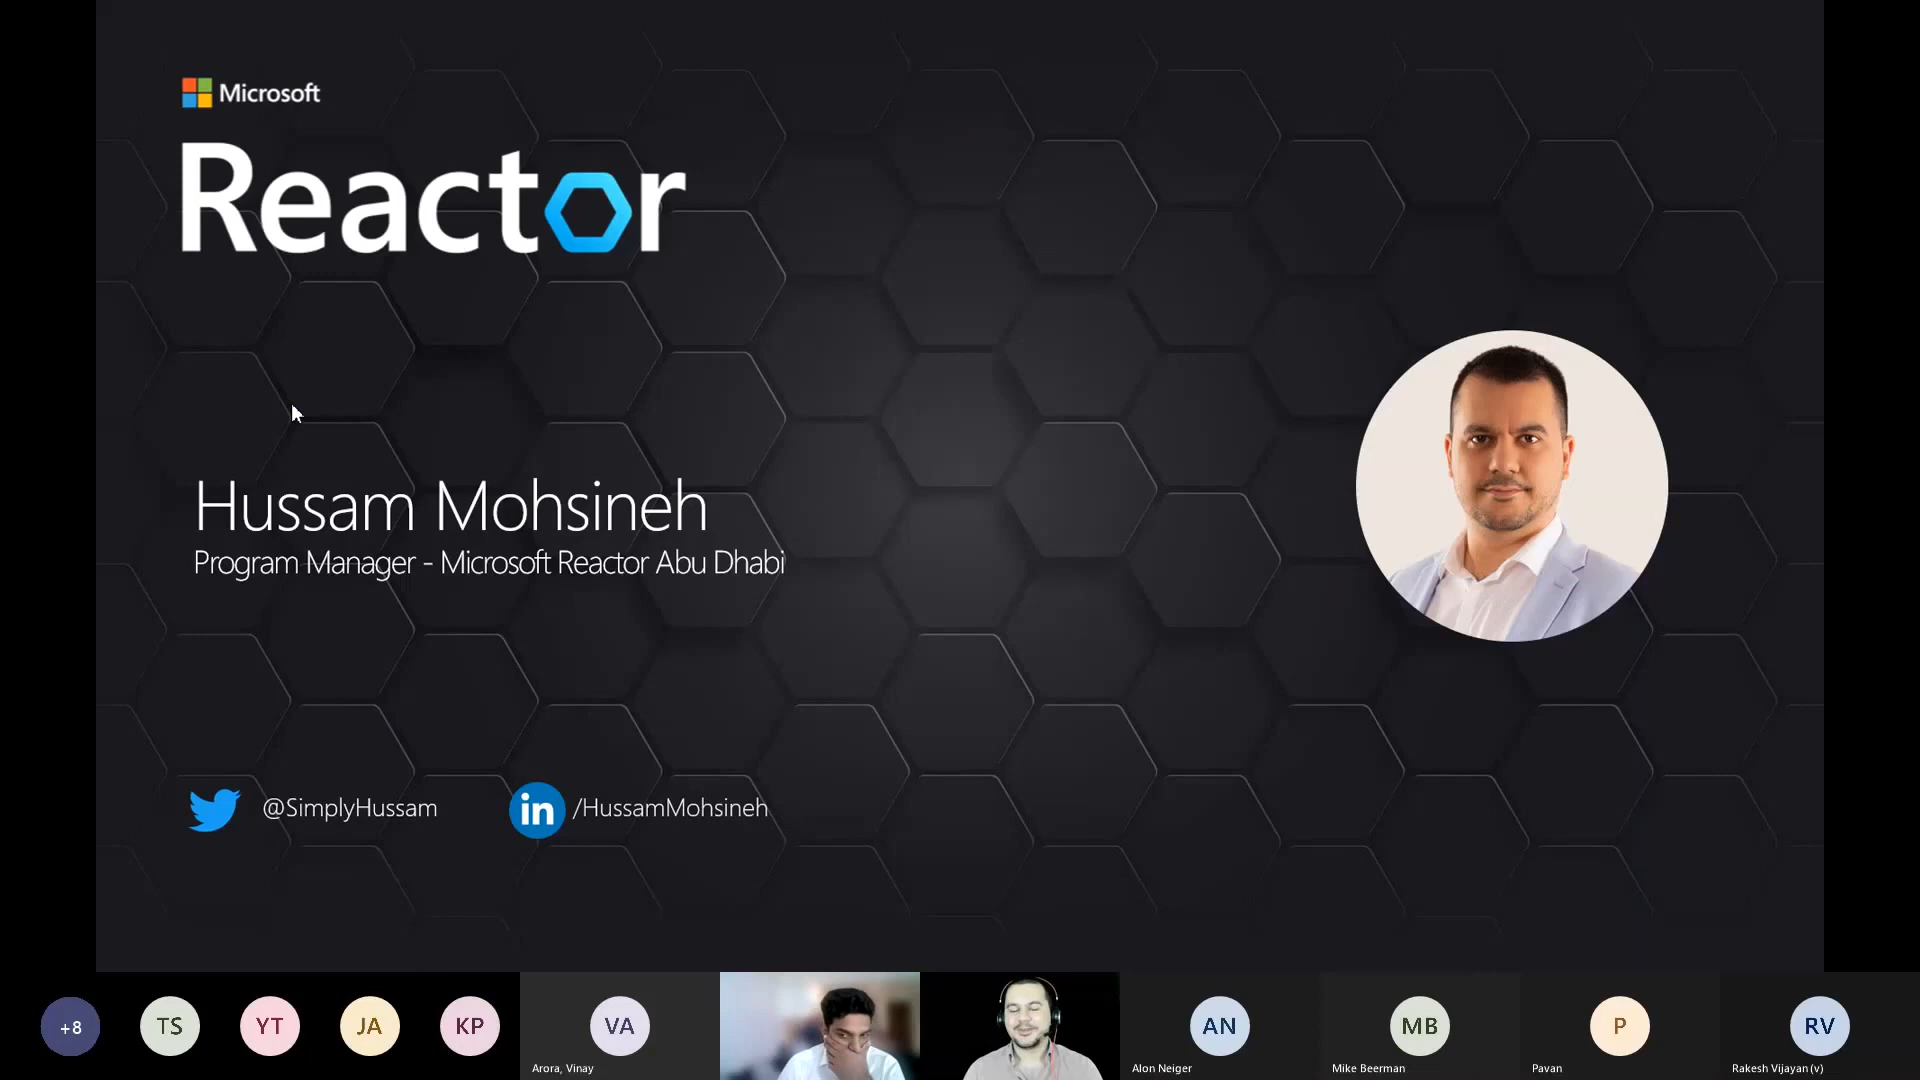 Microsoft
Reactor
Hussam Mohsineh
Program Manager - Microsoft Reactor Abu Dhabi
@SimplyHussam
in /HussamMohsineh
+8
TS
YT
JA
KP
VA
AN
MB
P
RV
Arora, Vinay
Alon Neiger
Mike Beerman
Pavan
Rakesh Vijayan (v)